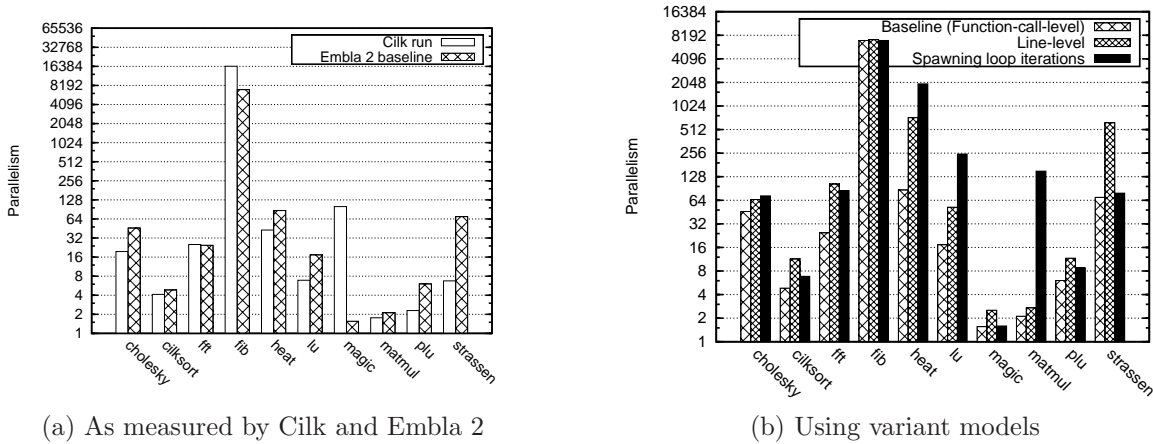 65536
32768
16384
8192
4096
2048
1024
512
256
128
64
32
16
8
4
2
1
Parallelism
Cilk run
Embla 2 baseline
cholesky
cilksort
fft
fib
heat
lu
magic
matmul
plu
strassen
(a) As measured by Cilk and Embla 2
16384
8192
4096
2048
1024
512
256
128
64
32
16
8
4
2
1
Parallelism
Baseline (Function-call-level)
Line-level
Spawning loop iterations
cholesky
cilksort
fft
fib
heat
lu
magic
matmul
plu
strassen
(b) Using variant models